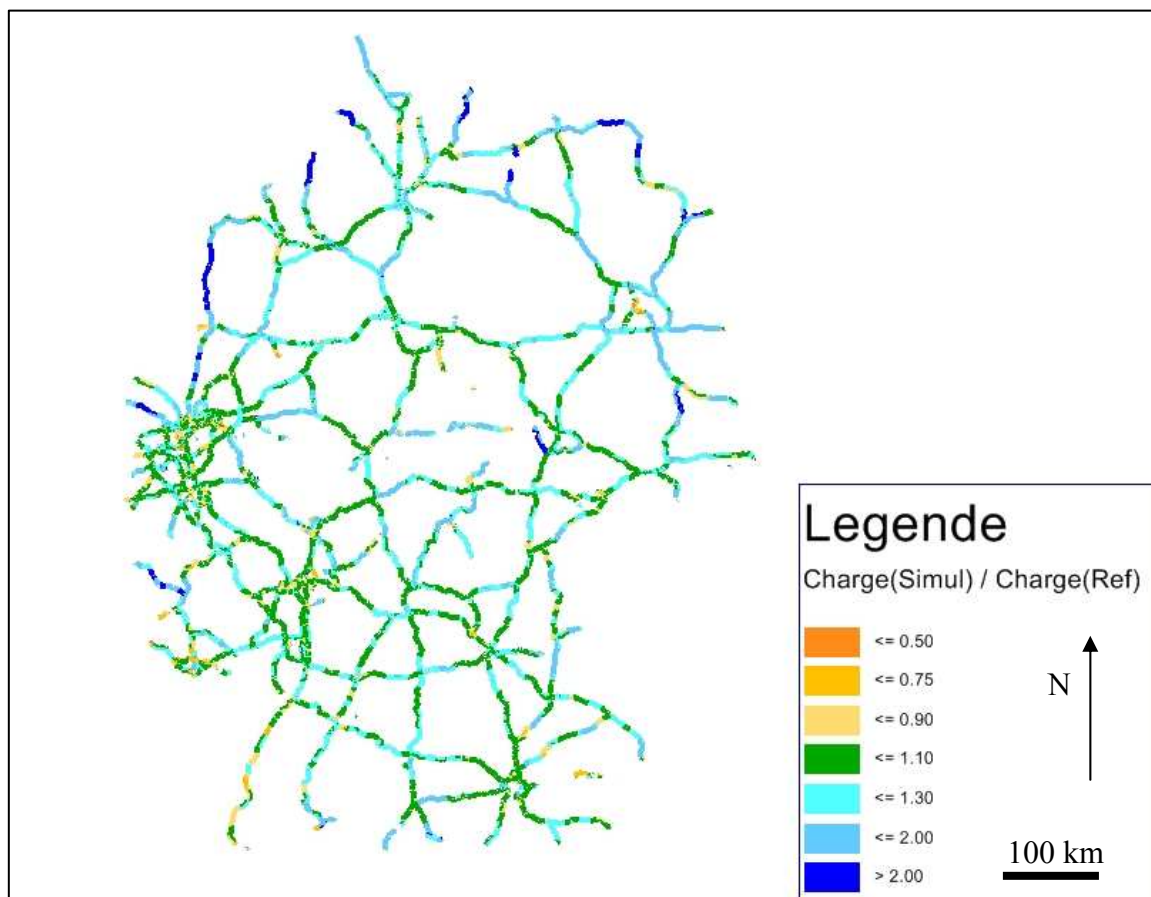 Legende
Charge(Simul) / Charge(Ref)
<= 0.50
<= 0.75
<= 0.90
<= 1.10
<= 1.30
<= 2.00
> 2.00
N
100 km